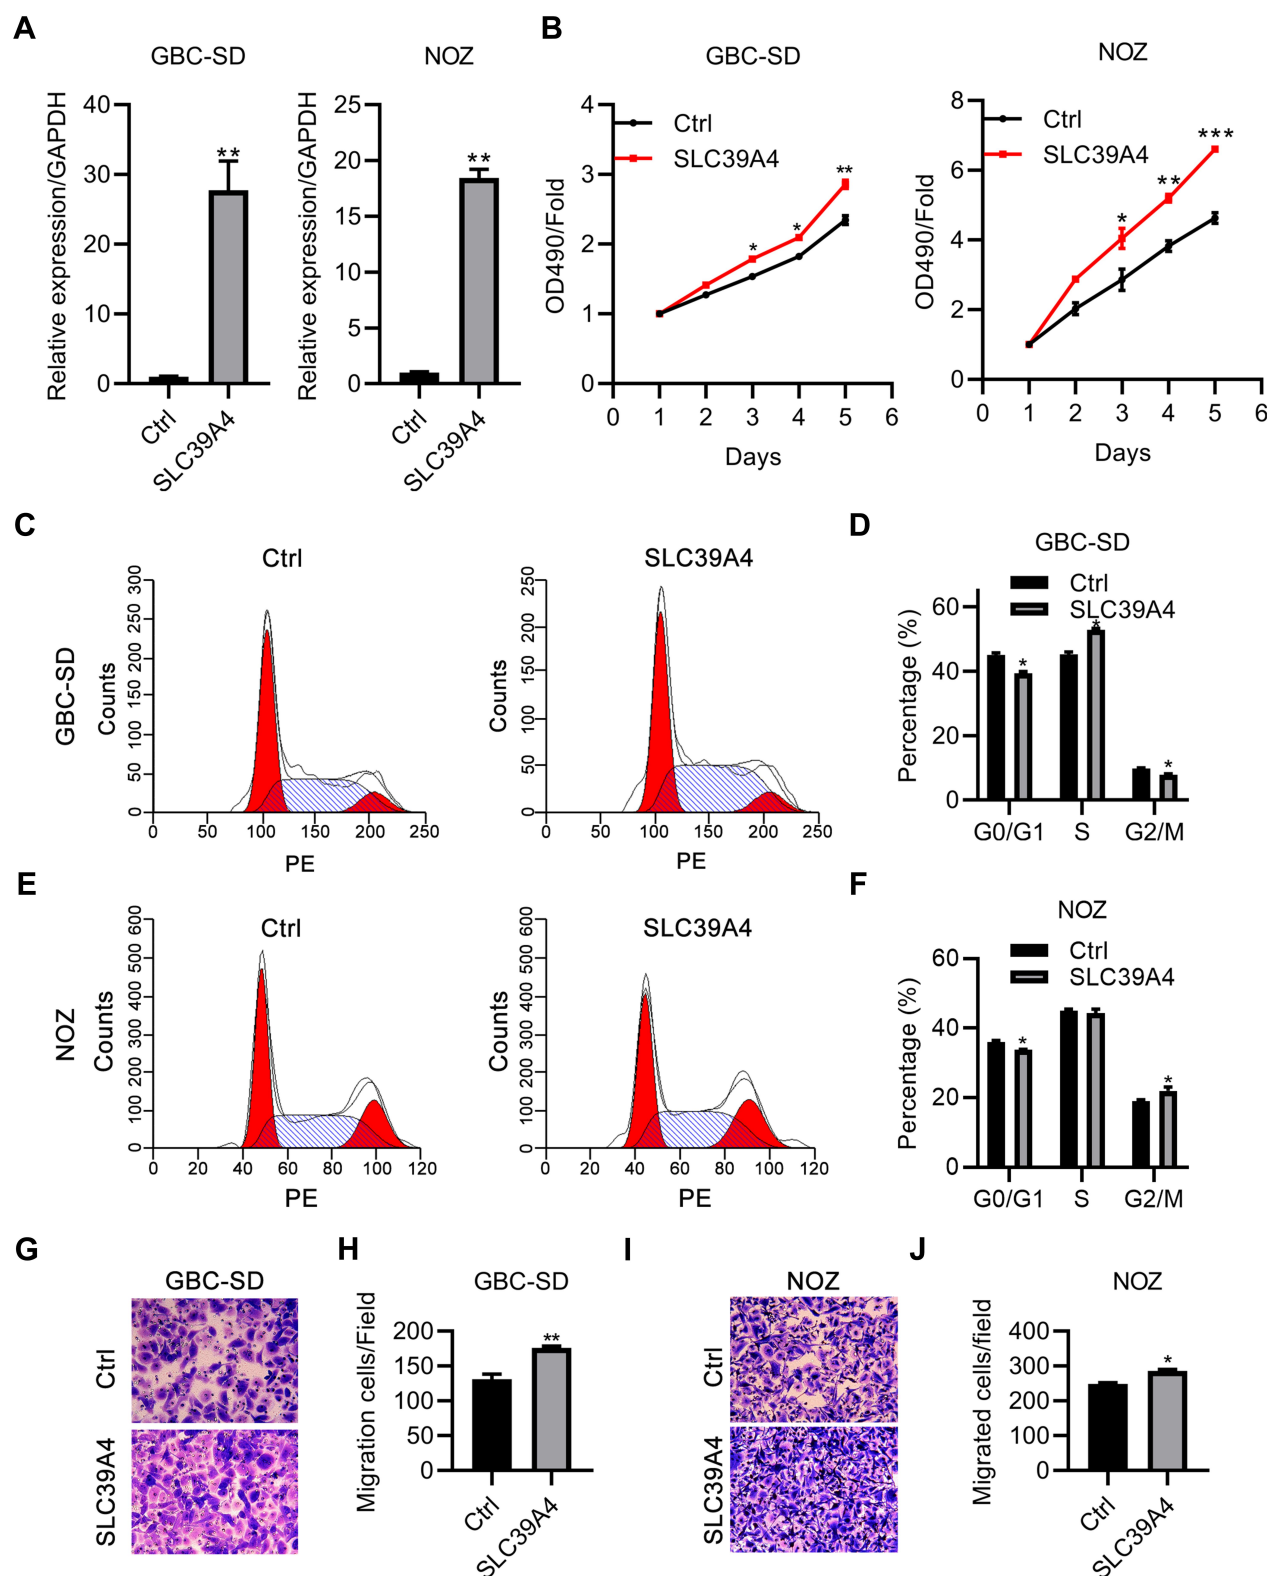 A
GBC-SD
NOZ
Relative expression/GAPDH
40
30
20
10
0
**
Ctrl
SLC39A4
Relative expression/GAPDH
25
20
15
10
5
0
**
Ctrl
SLC39A4
B
GBC-SD
OD490/Fold
4
3
2
1
0
Ctrl
SLC39A4
*
*
**
0 1 2 3 4 5 6
Days
NOZ
OD490/Fold
8
6
4
2
0
Ctrl
SLC39A4
*
**
***
0 1 2 3 4 5 6
Days
C
GBC-SD
Ctrl
Counts
300
250
200
150
100
50
0
0 50 100 150 200 250
PE
SLC39A4
Counts
250
200
150
100
50
0
0 50 100 150 200 250
PE
D
GBC-SD
Ctrl
SLC39A4
Percentage (%)
60
40
20
0
*
*
*
G0/G1 S G2/M
E
NOZ
Ctrl
Counts
600
500
400
300
200
100
0
0 20 40 60 80 100 120
PE
SLC39A4
Counts
600
500
400
300
200
100
0
0 20 40 60 80 100 120
PE
F
NOZ
Ctrl
SLC39A4
Percentage (%)
60
40
20
0
*
*
G0/G1 S G2/M
G
GBC-SD
Ctrl
SLC39A4
H
GBC-SD
Migration cells/Field
200
150
100
50
0
**
Ctrl
SLC39A4
I
NOZ
Ctrl
SLC39A4
J
NOZ
Migrated cells/field
400
300
200
100
0
*
Ctrl
SLC39A4